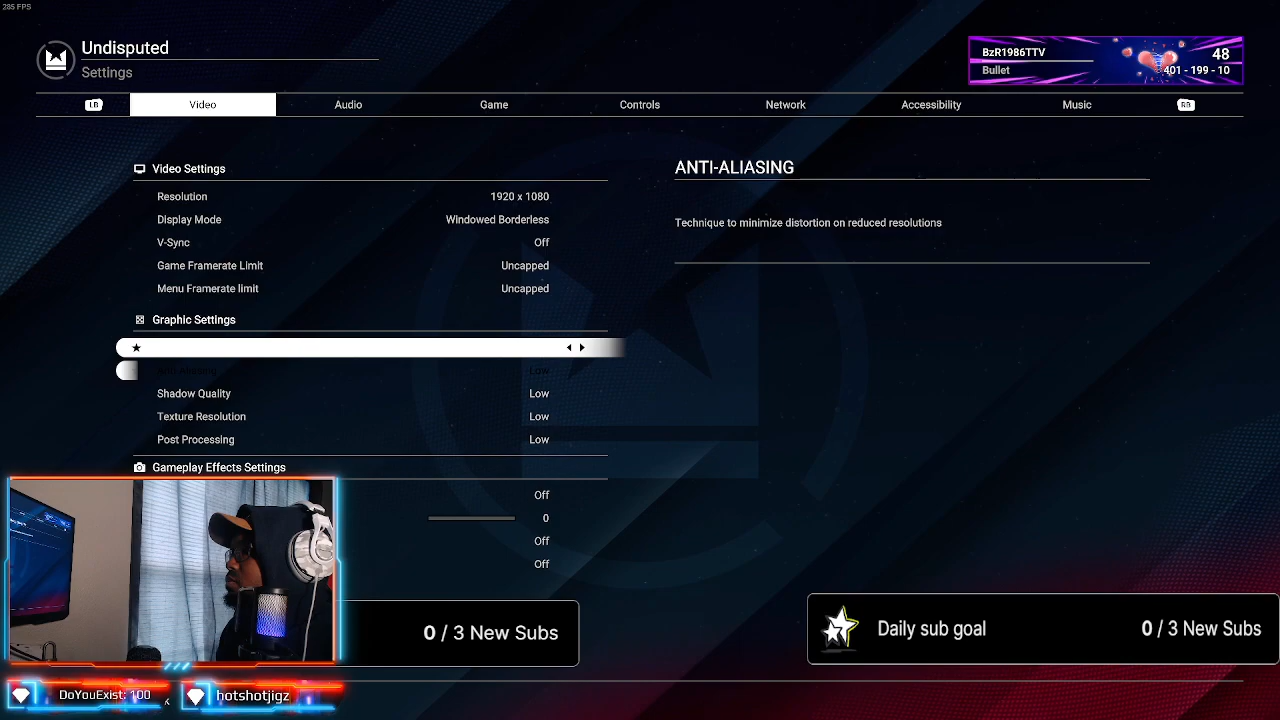 285 FPS
Undisputed
Settings
BzR1986TTV
48
Bullet
401 - 199 - 10
LB Video Audio Game Controls Network Accessibility Music RB
Video Settings
Resolution 1920 x 1080
Display Mode Windowed Borderless
V-Sync Off
Game Framerate Limit Uncapped
Menu Framerate limit Uncapped
Graphic Settings
Anti-Aliasing Low
Shadow Quality Low
Texture Resolution Low
Post Processing Low
Gameplay Effects Settings
Off
0
Off
Off
ANTI-ALIASING
Technique to minimize distortion on reduced resolutions
0 / 3 New Subs
Daily sub goal 0 / 3 New Subs
DoYouExist: 100
hotshotjigz